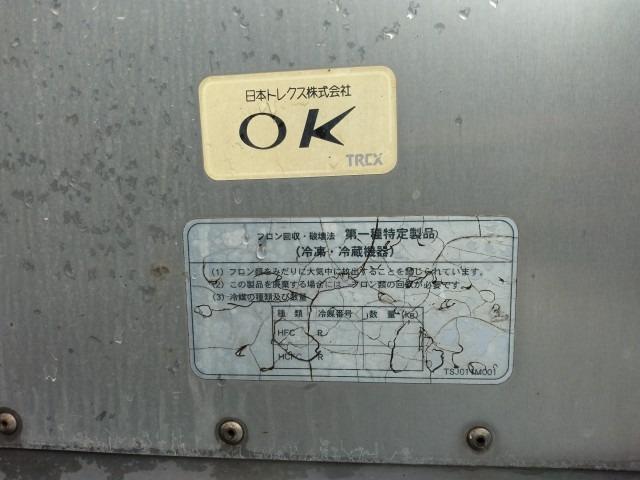 日本トレクス株式会社
OK
TREX
フロン回収・破壊法 第一種特定製品
(冷凍・冷蔵機器)
(1) フロン類をみだりに大気中に放出することを禁じられています。
(2) この製品を廃棄する場合には、フロン類の回収が必要です。
(3) 冷媒の種類及び数量
種 類 冷媒番号 数 量 (Kg)
HFC R
HCFC R
TSJ011M001